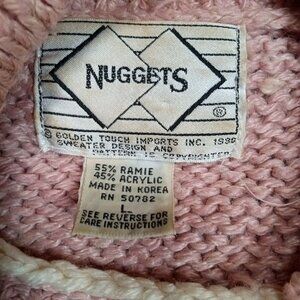 NUGGETS
®
© GOLDEN TOUCH IMPORTS INC. 1990
SWEATER DESIGN AND
PATTERN IS COPYRIGHTED
55% RAMIE
45% ACRYLIC
MADE IN KOREA
RN 50782
L
SEE REVERSE FOR
CARE INSTRUCTIONS